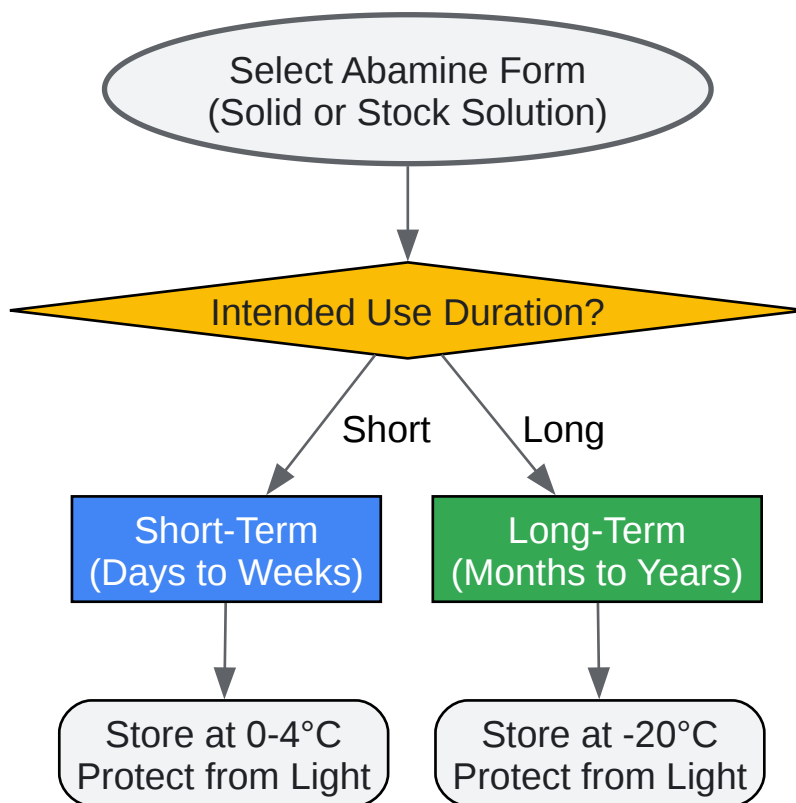 Select Abamine Form
(Solid or Stock Solution)
Intended Use Duration?
Short
Long
Short-Term
(Days to Weeks)
Long-Term
(Months to Years)
Store at 0-4°C
Protect from Light
Store at -20°C
Protect from Light